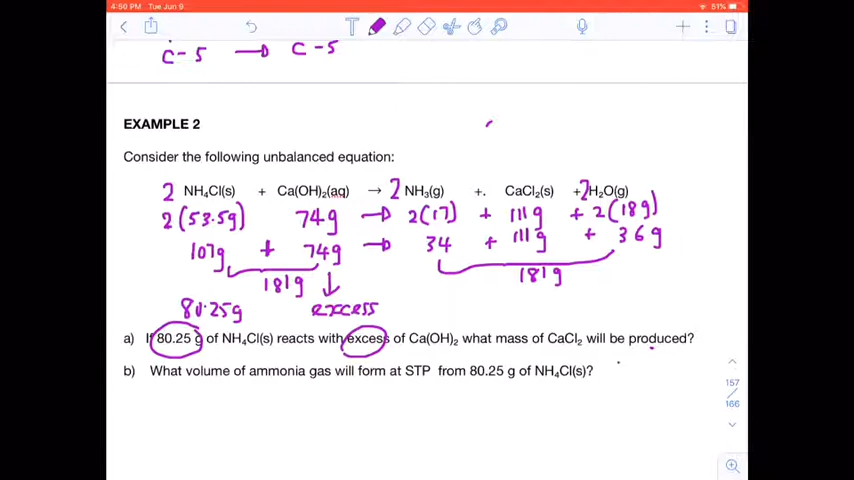 4:50 PM Tue Jun 9
51%
C-5 → C-5
EXAMPLE 2
Consider the following unbalanced equation:
2 NH₄Cl(s) + Ca(OH)₂(aq) → 2 NH₃(g) +. CaCl₂(s) + 2 H₂O(g)
2(53.5g) 74g → 2(17) + 111g + 2(18g)
107g + 74g → 34 + 111g + 36g
181g 181g
80.25g excess
a) If 80.25 g of NH₄Cl(s) reacts with excess of Ca(OH)₂ what mass of CaCl₂ will be produced?
b) What volume of ammonia gas will form at STP from 80.25 g of NH₄Cl(s)?
157
/
166